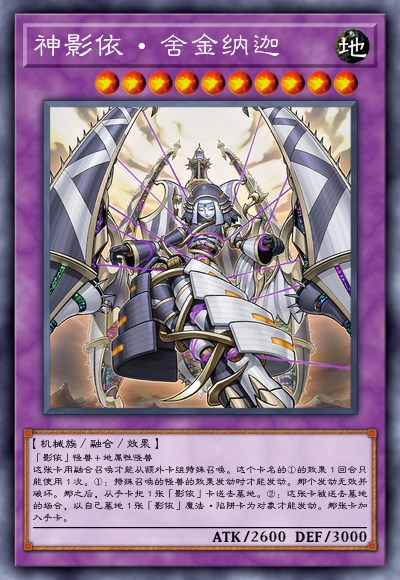 神影依·舍金纳迦
地
【机械族／融合／效果】
「影依」怪兽＋地属性怪兽
这张卡用融合召唤才能从额外卡组特殊召唤。这个卡名的①的效果1回合只
能使用1次。①：特殊召唤的怪兽的效果发动时才能发动。那个发动无效并
破坏。那之后，从手卡把1张「影依」卡送去墓地。②：这张卡被送去墓地
的场合，以自己墓地1张「影依」魔法·陷阱卡为对象才能发动。那张卡加
入手卡。
ATK/2600 DEF/3000